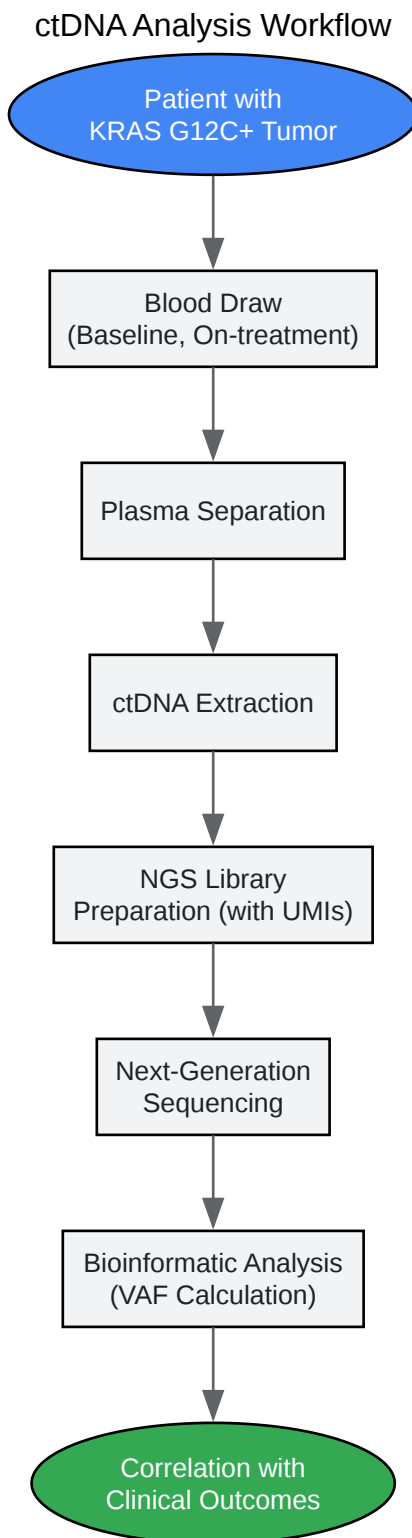 ctDNA Analysis Workflow
Patient with
KRAS G12C+ Tumor
Blood Draw
(Baseline, On-treatment)
Plasma Separation
ctDNA Extraction
NGS Library
Preparation (with UMIs)
Next-Generation
Sequencing
Bioinformatic Analysis
(VAF Calculation)
Correlation with
Clinical Outcomes